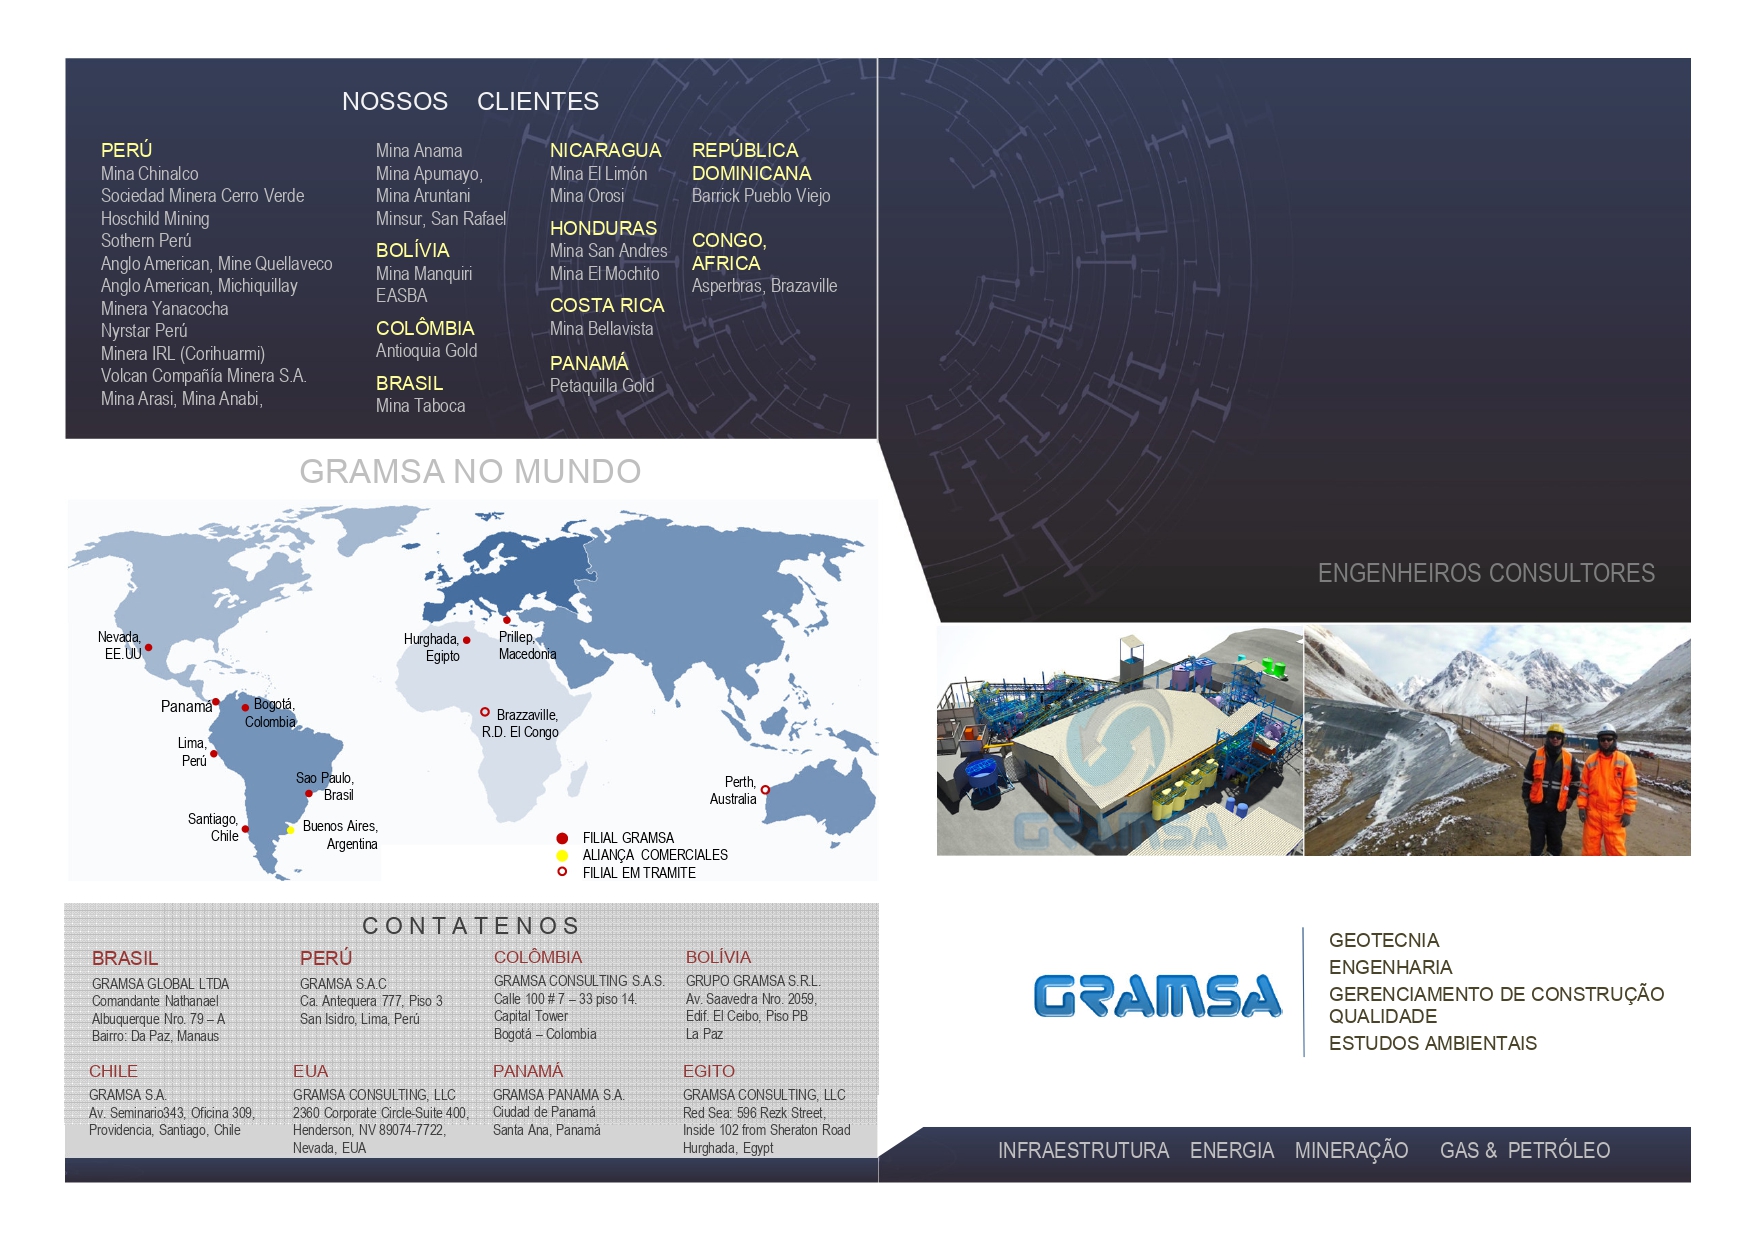 NOSSOS CLIENTES
PERÚ
Mina Chinalco
Sociedad Minera Cerro Verde
Hoschild Mining
Sothern Perú
Anglo American, Mine Quellaveco
Anglo American, Michiquillay
Minera Yanacocha
Nyrstar Perú
Minera IRL (Corihuarmi)
Volcan Compañía Minera S.A.
Mina Arasi, Mina Anabi,
Mina Anama
Mina Apumayo,
Mina Aruntani
Minsur, San Rafael
BOLÍVIA
Mina Manquiri
EASBA
COLÔMBIA
Antioquia Gold
BRASIL
Mina Taboca
NICARAGUA
Mina El Limón
Mina Orosi
HONDURAS
Mina San Andres
Mina El Mochito
COSTA RICA
Mina Bellavista
PANAMÁ
Petaquilla Gold
REPÚBLICA
DOMINICANA
Barrick Pueblo Viejo
CONGO,
AFRICA
Asperbras, Brazaville
GRAMSA NO MUNDO
Nevada,
EE.UU
Panamá
Bogotá,
Colombia
Lima,
Perú
Sao Paulo,
Brasil
Santiago,
Chile
Buenos Aires,
Argentina
Hurghada,
Egipto
Prillep,
Macedonia
Brazzaville,
R.D. El Congo
Perth,
Australia
FILIAL GRAMSA
ALIANÇA COMERCIALES
FILIAL EM TRAMITE
CONTATENOS
BRASIL
GRAMSA GLOBAL LTDA
Comandante Nathanael
Albuquerque Nro. 79 – A
Bairro: Da Paz, Manaus
PERÚ
GRAMSA S.A.C
Ca. Antequera 777, Piso 3
San Isidro, Lima, Perú
COLÔMBIA
GRAMSA CONSULTING S.A.S.
Calle 100 # 7 – 33 piso 14.
Capital Tower
Bogotá – Colombia
BOLÍVIA
GRUPO GRAMSA S.R.L.
Av. Saavedra Nro. 2059,
Edif. El Ceibo, Piso PB
La Paz
CHILE
GRAMSA S.A.
Av. Seminario343, Oficina 309,
Providencia, Santiago, Chile
EUA
GRAMSA CONSULTING, LLC
2360 Corporate Circle-Suite 400,
Henderson, NV 89074-7722,
Nevada, EUA
PANAMÁ
GRAMSA PANAMA S.A.
Ciudad de Panamá
Santa Ana, Panamá
EGITO
GRAMSA CONSULTING, LLC
Red Sea: 596 Rezk Street,
Inside 102 from Sheraton Road
Hurghada, Egypt
ENGENHEIROS CONSULTORES
GRAMSA
GRAMSA
GEOTECNIA
ENGENHARIA
GERENCIAMENTO DE CONSTRUÇÃO
QUALIDADE
ESTUDOS AMBIENTAIS
INFRAESTRUTURA ENERGIA MINERAÇÃO GAS & PETRÓLEO